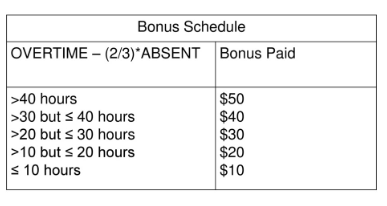 Bonus Schedule
OVERTIME – (2/3)*ABSENT Bonus Paid
>40 hours $50
>30 but ≤ 40 hours $40
>20 but ≤ 30 hours $30
>10 but ≤ 20 hours $20
≤ 10 hours $10